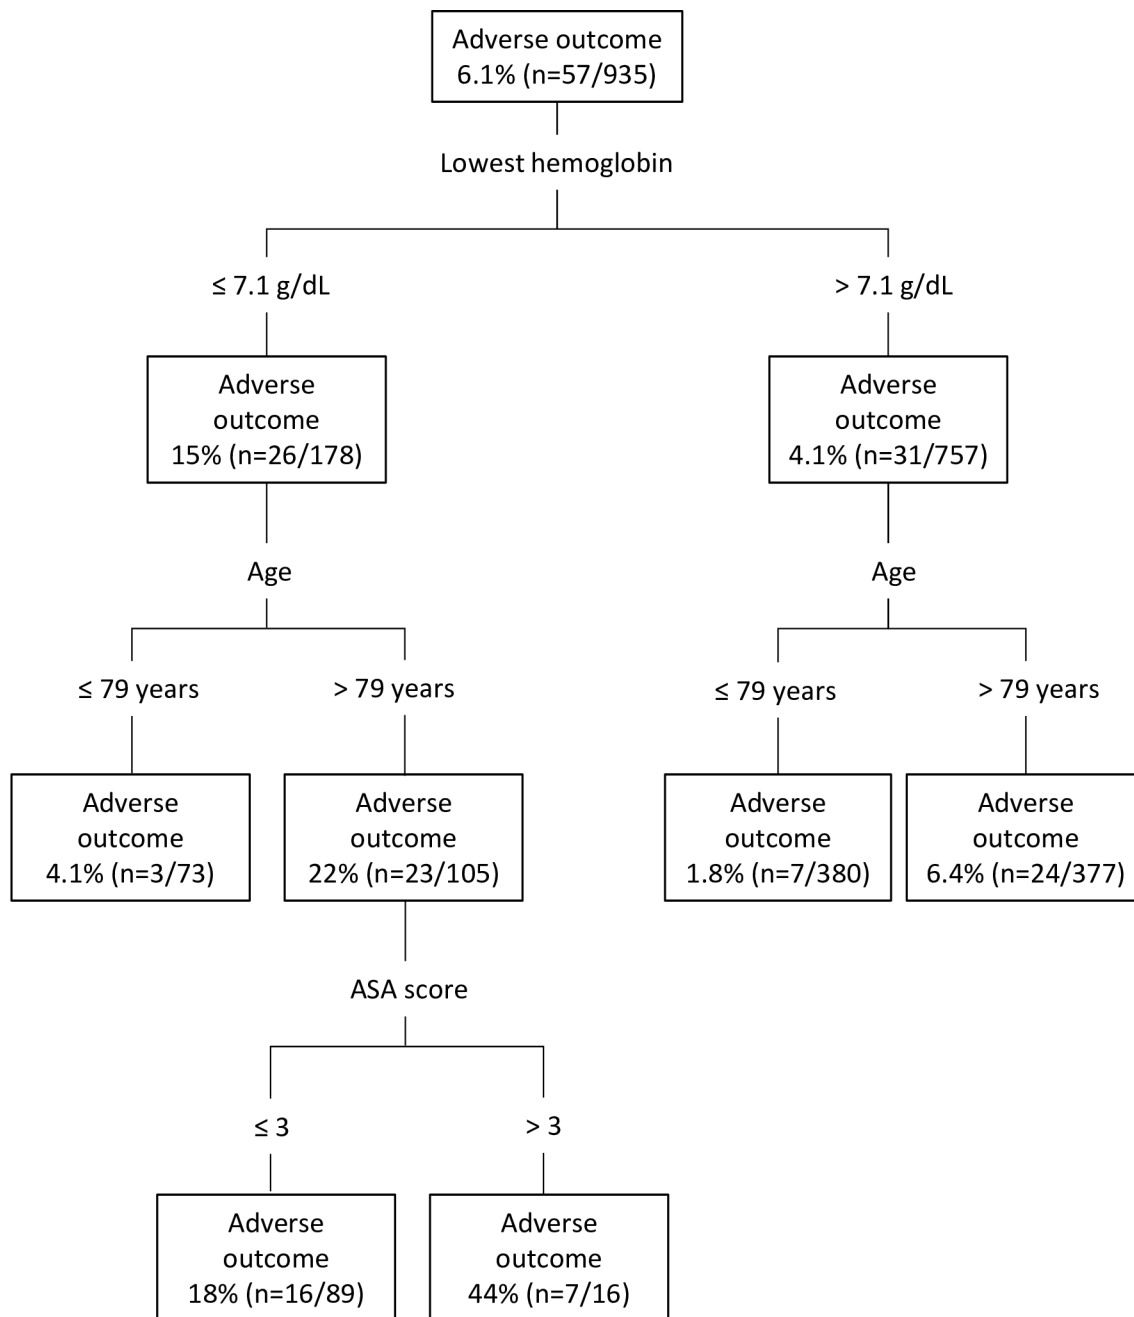 Adverse outcome
6.1% (n=57/935)
Lowest hemoglobin
≤ 7.1 g/dL
> 7.1 g/dL
Adverse
outcome
15% (n=26/178)
Adverse
outcome
4.1% (n=31/757)
Age
Age
≤ 79 years
> 79 years
≤ 79 years
> 79 years
Adverse
outcome
4.1% (n=3/73)
Adverse
outcome
22% (n=23/105)
Adverse
outcome
1.8% (n=7/380)
Adverse
outcome
6.4% (n=24/377)
ASA score
≤ 3
> 3
Adverse
outcome
18% (n=16/89)
Adverse
outcome
44% (n=7/16)